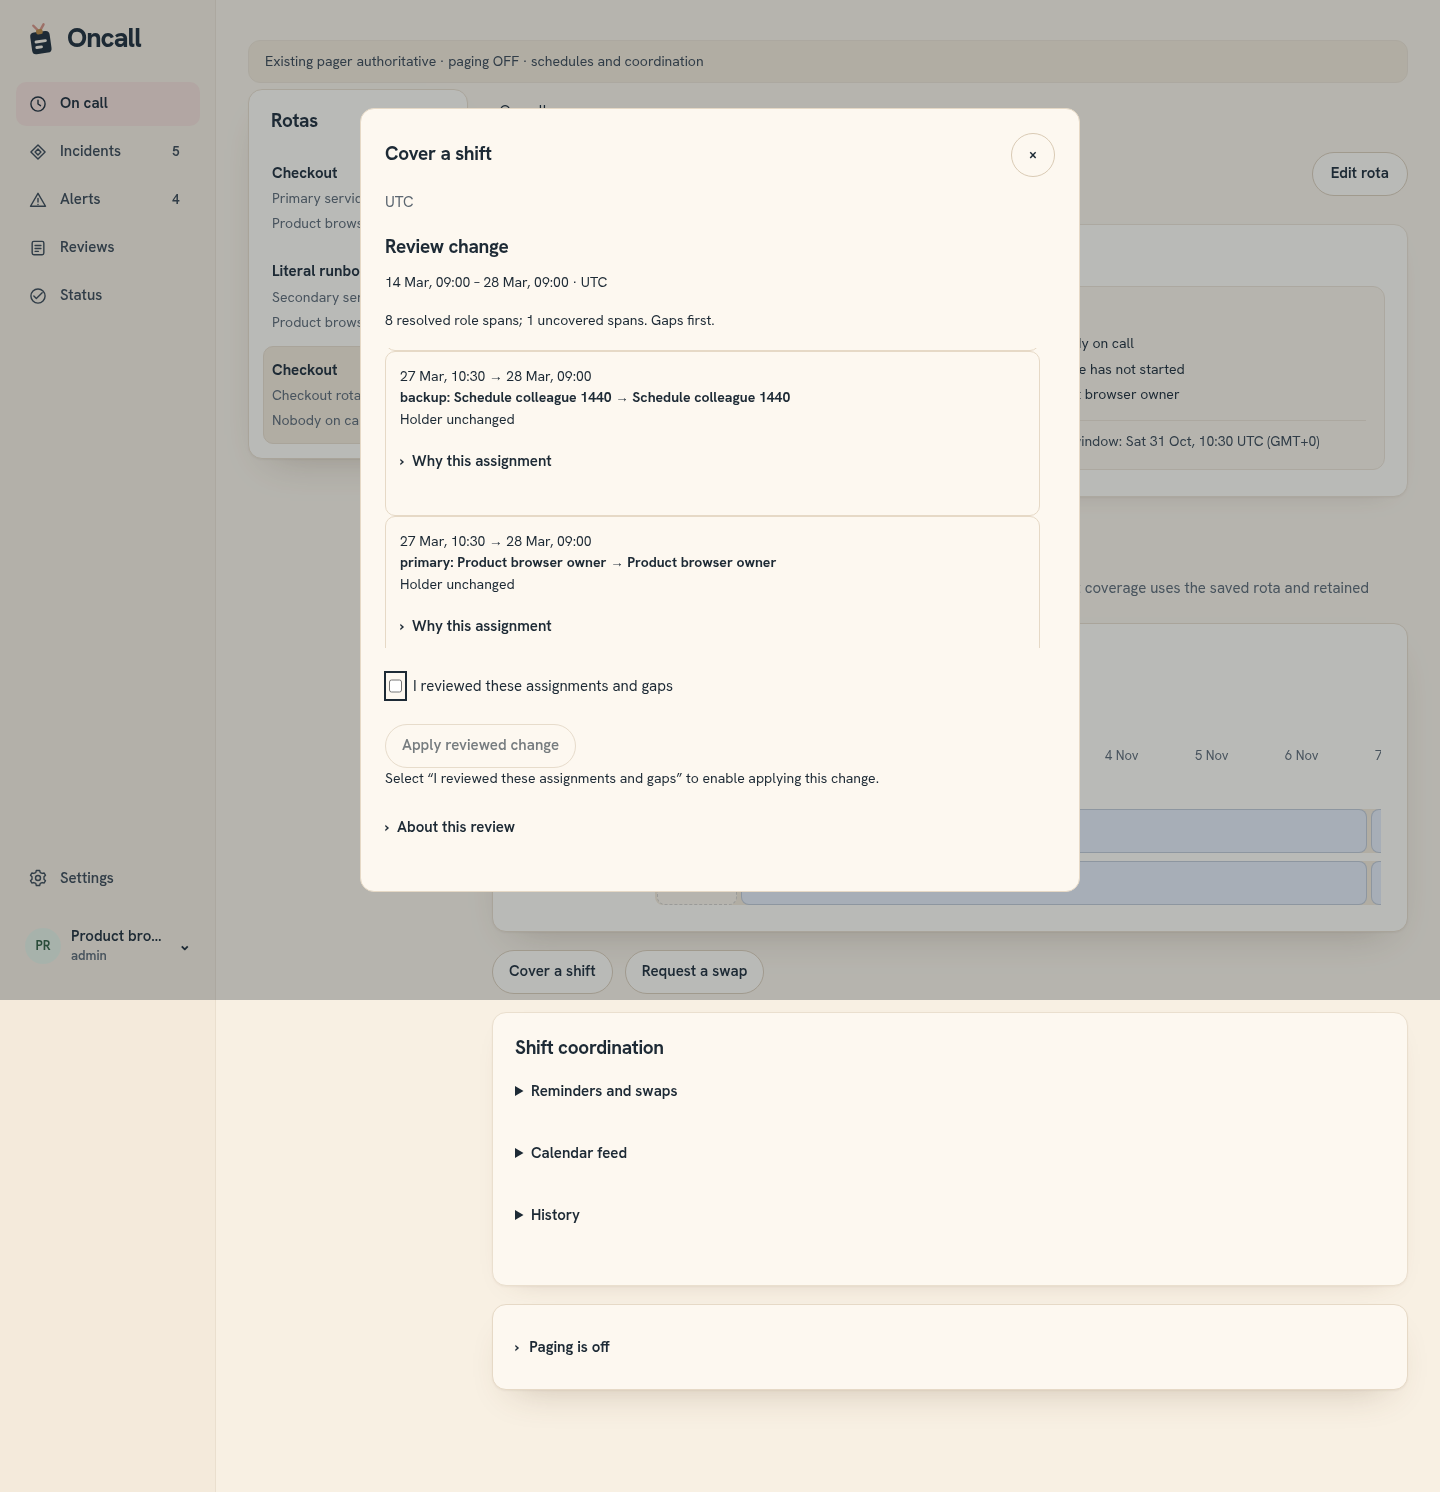 Oncall
On call
Incidents 5
Alerts 4
Reviews
Status
Settings
PR
Product bro...
admin
Existing pager authoritative · paging OFF · schedules and coordination
Rotas
Checkout
Primary servic
Product brows
Literal runbo
Secondary ser
Product brows
Checkout
Checkout rota
Nobody on ca
Edit rota
Cover a shift
×
UTC
Review change
14 Mar, 09:00 – 28 Mar, 09:00 · UTC
8 resolved role spans; 1 uncovered spans. Gaps first.
27 Mar, 10:30 → 28 Mar, 09:00
backup: Schedule colleague 1440 → Schedule colleague 1440
Holder unchanged
› Why this assignment
27 Mar, 10:30 → 28 Mar, 09:00
primary: Product browser owner → Product browser owner
Holder unchanged
› Why this assignment
I reviewed these assignments and gaps
Apply reviewed change
Select “I reviewed these assignments and gaps” to enable applying this change.
› About this review
ly on call
e has not started
browser owner
window: Sat 31 Oct, 10:30 UTC (GMT+0)
coverage uses the saved rota and retained
4 Nov 5 Nov 6 Nov 7
Cover a shift
Request a swap
Shift coordination
Reminders and swaps
Calendar feed
History
› Paging is off